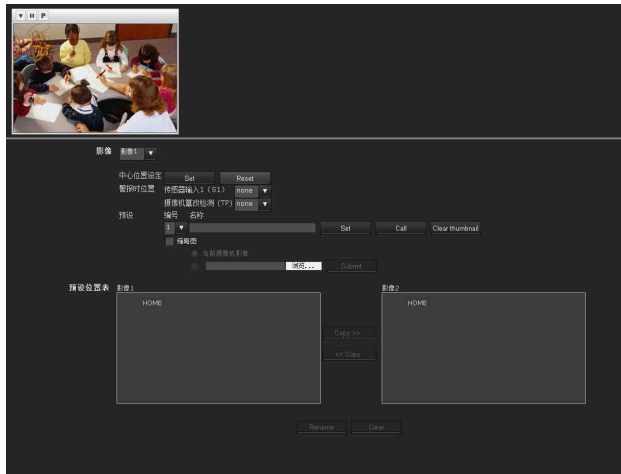 P
影像 影像1
中心位置设定 Set Reset
警报时位置 传感器输入1 (S1) none
摄像机篡改检测 (TP) none
预设 编号 名称
1 Set Call Clear thumbnail
缩略图
当前摄像机影像
浏览... Submit
预设位置表 影像1 影像2
HOME HOME
Copy >>
<< Copy
Rename Clear